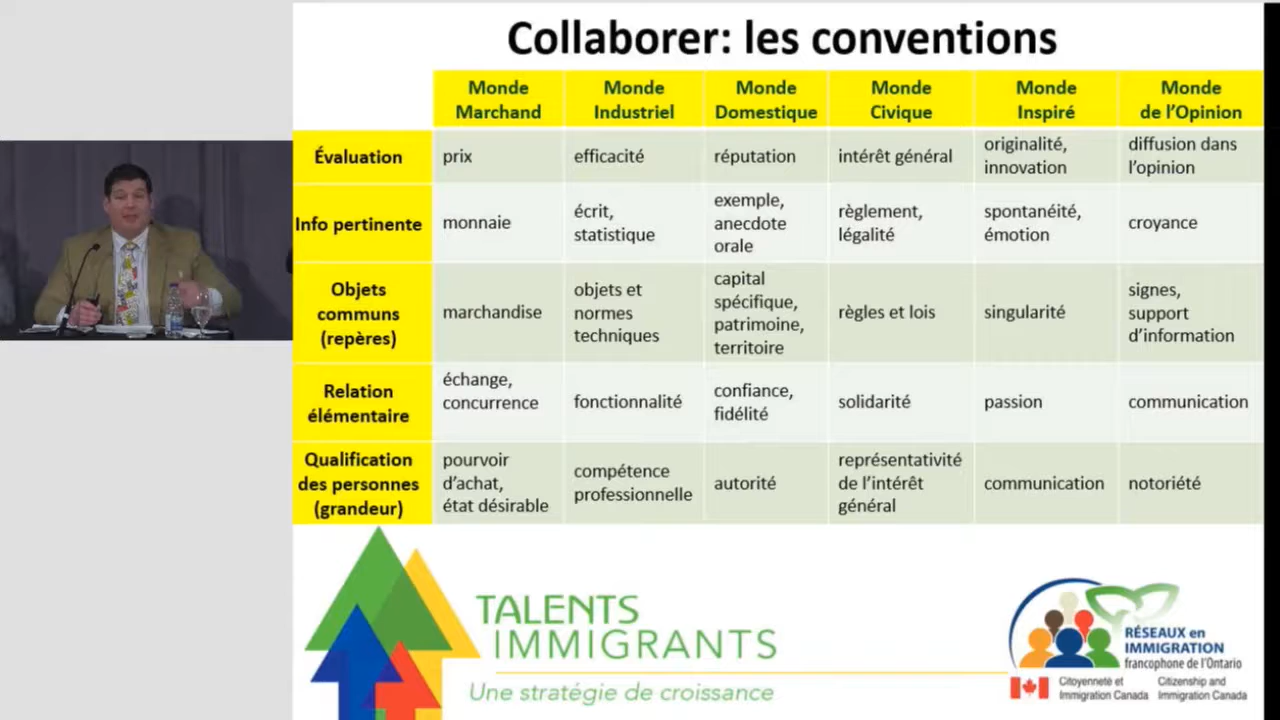 Collaborer: les conventions
Monde
Marchand
Monde
Industriel
Monde
Domestique
Monde
Civique
Monde
Inspiré
Monde
de l'Opinion
Évaluation
prix
efficacité
réputation
intérêt général
originalité,
innovation
diffusion dans
l'opinion
Info pertinente
monnaie
écrit,
statistique
exemple,
anecdote
orale
règlement,
légalité
spontanéité,
émotion
croyance
Objets
communs
(repères)
marchandise
objets et
normes
techniques
capital
spécifique,
patrimoine,
territoire
règles et lois
singularité
signes,
support
d'information
Relation
élémentaire
échange,
concurrence
fonctionnalité
confiance,
fidélité
solidarité
passion
communication
Qualification
des personnes
(grandeur)
pourvoir
d'achat,
état désirable
compétence
professionnelle
autorité
représentativité
de l'intérêt
général
communication
notoriété
TALENTS
IMMIGRANTS
Une stratégie de croissance
RÉSEAUX en
IMMIGRATION
francophone de l'Ontario
Citoyenneté et
Immigration Canada
Citizenship and
Immigration Canada